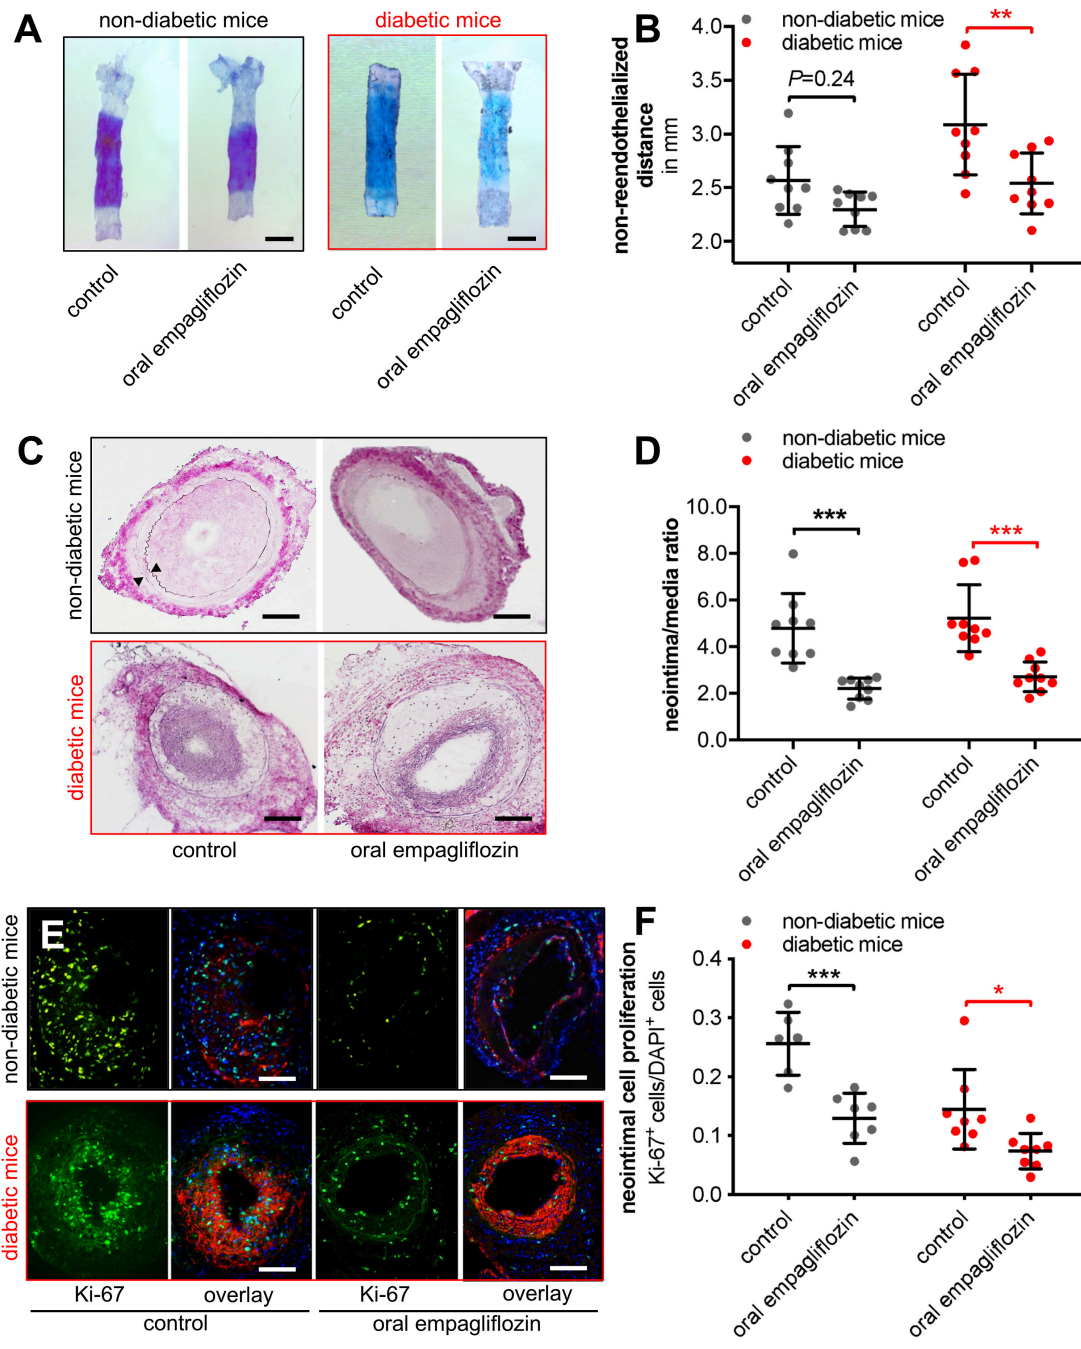 A
non-diabetic mice
diabetic mice
control
oral empagliflozin
control
oral empagliflozin
B
non-diabetic mice
diabetic mice
non-reendothelialized
distance
in mm
4.0
3.5
3.0
2.5
2.0
P=0.24
**
control
oral empagliflozin
control
oral empagliflozin
C
non-diabetic mice
diabetic mice
control
oral empagliflozin
D
non-diabetic mice
diabetic mice
neointima/media ratio
10.0
8.0
6.0
4.0
2.0
0.0
***
***
control
oral empagliflozin
control
oral empagliflozin
E
non-diabetic mice
diabetic mice
Ki-67
overlay
Ki-67
overlay
control
oral empagliflozin
F
non-diabetic mice
diabetic mice
neointimal cell proliferation
Ki-67⁺ cells/DAPI⁺ cells
0.4
0.3
0.2
0.1
0.0
***
*
control
oral empagliflozin
control
oral empagliflozin